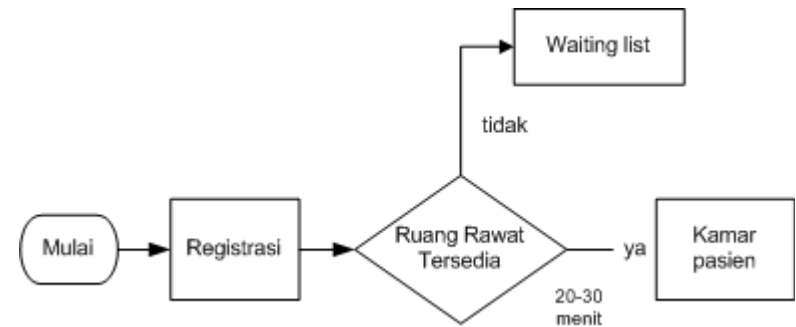 Waiting list
tidak
Mulai
Registrasi
Ruang Rawat
Tersedia
ya
Kamar
pasien
20-30
menit